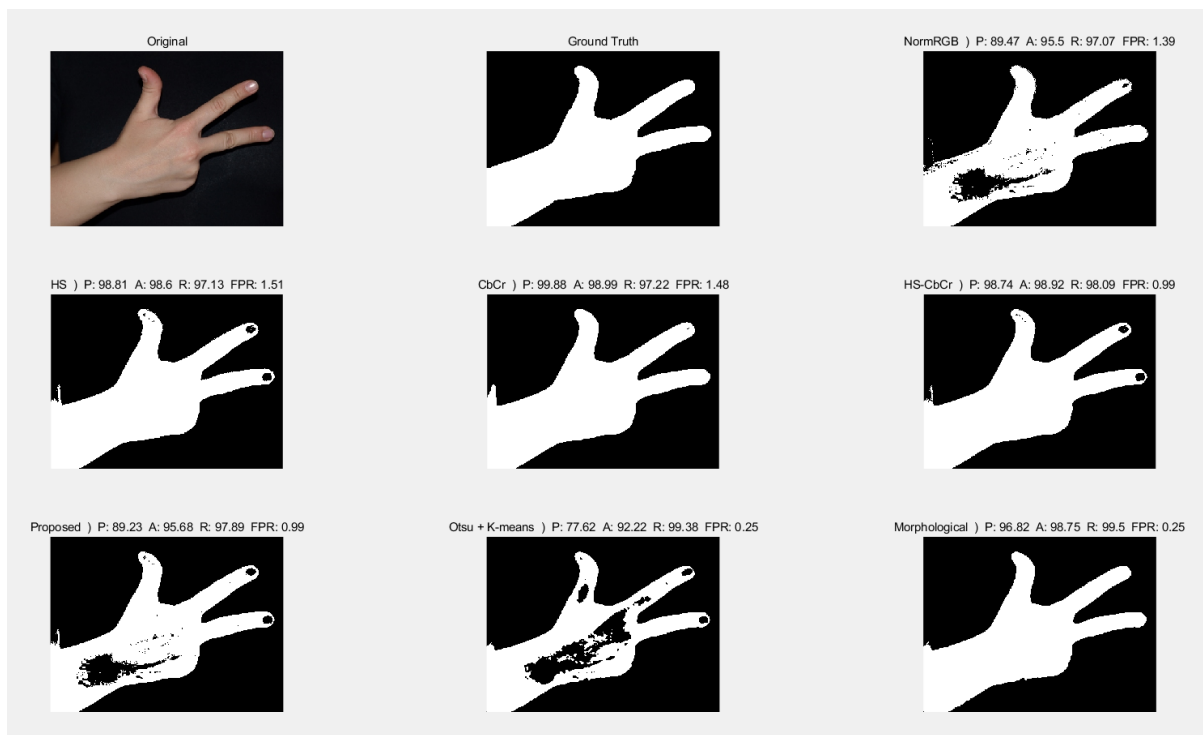 Original
Ground Truth
NormRGB ) P: 89.47 A: 95.5 R: 97.07 FPR: 1.39
HS ) P: 98.81 A: 98.6 R: 97.13 FPR: 1.51
CbCr ) P: 99.88 A: 98.99 R: 97.22 FPR: 1.48
HS-CbCr ) P: 98.74 A: 98.92 R: 98.09 FPR: 0.99
Proposed ) P: 89.23 A: 95.68 R: 97.89 FPR: 0.99
Otsu + K-means ) P: 77.62 A: 92.22 R: 99.38 FPR: 0.25
Morphological ) P: 96.82 A: 98.75 R: 99.5 FPR: 0.25